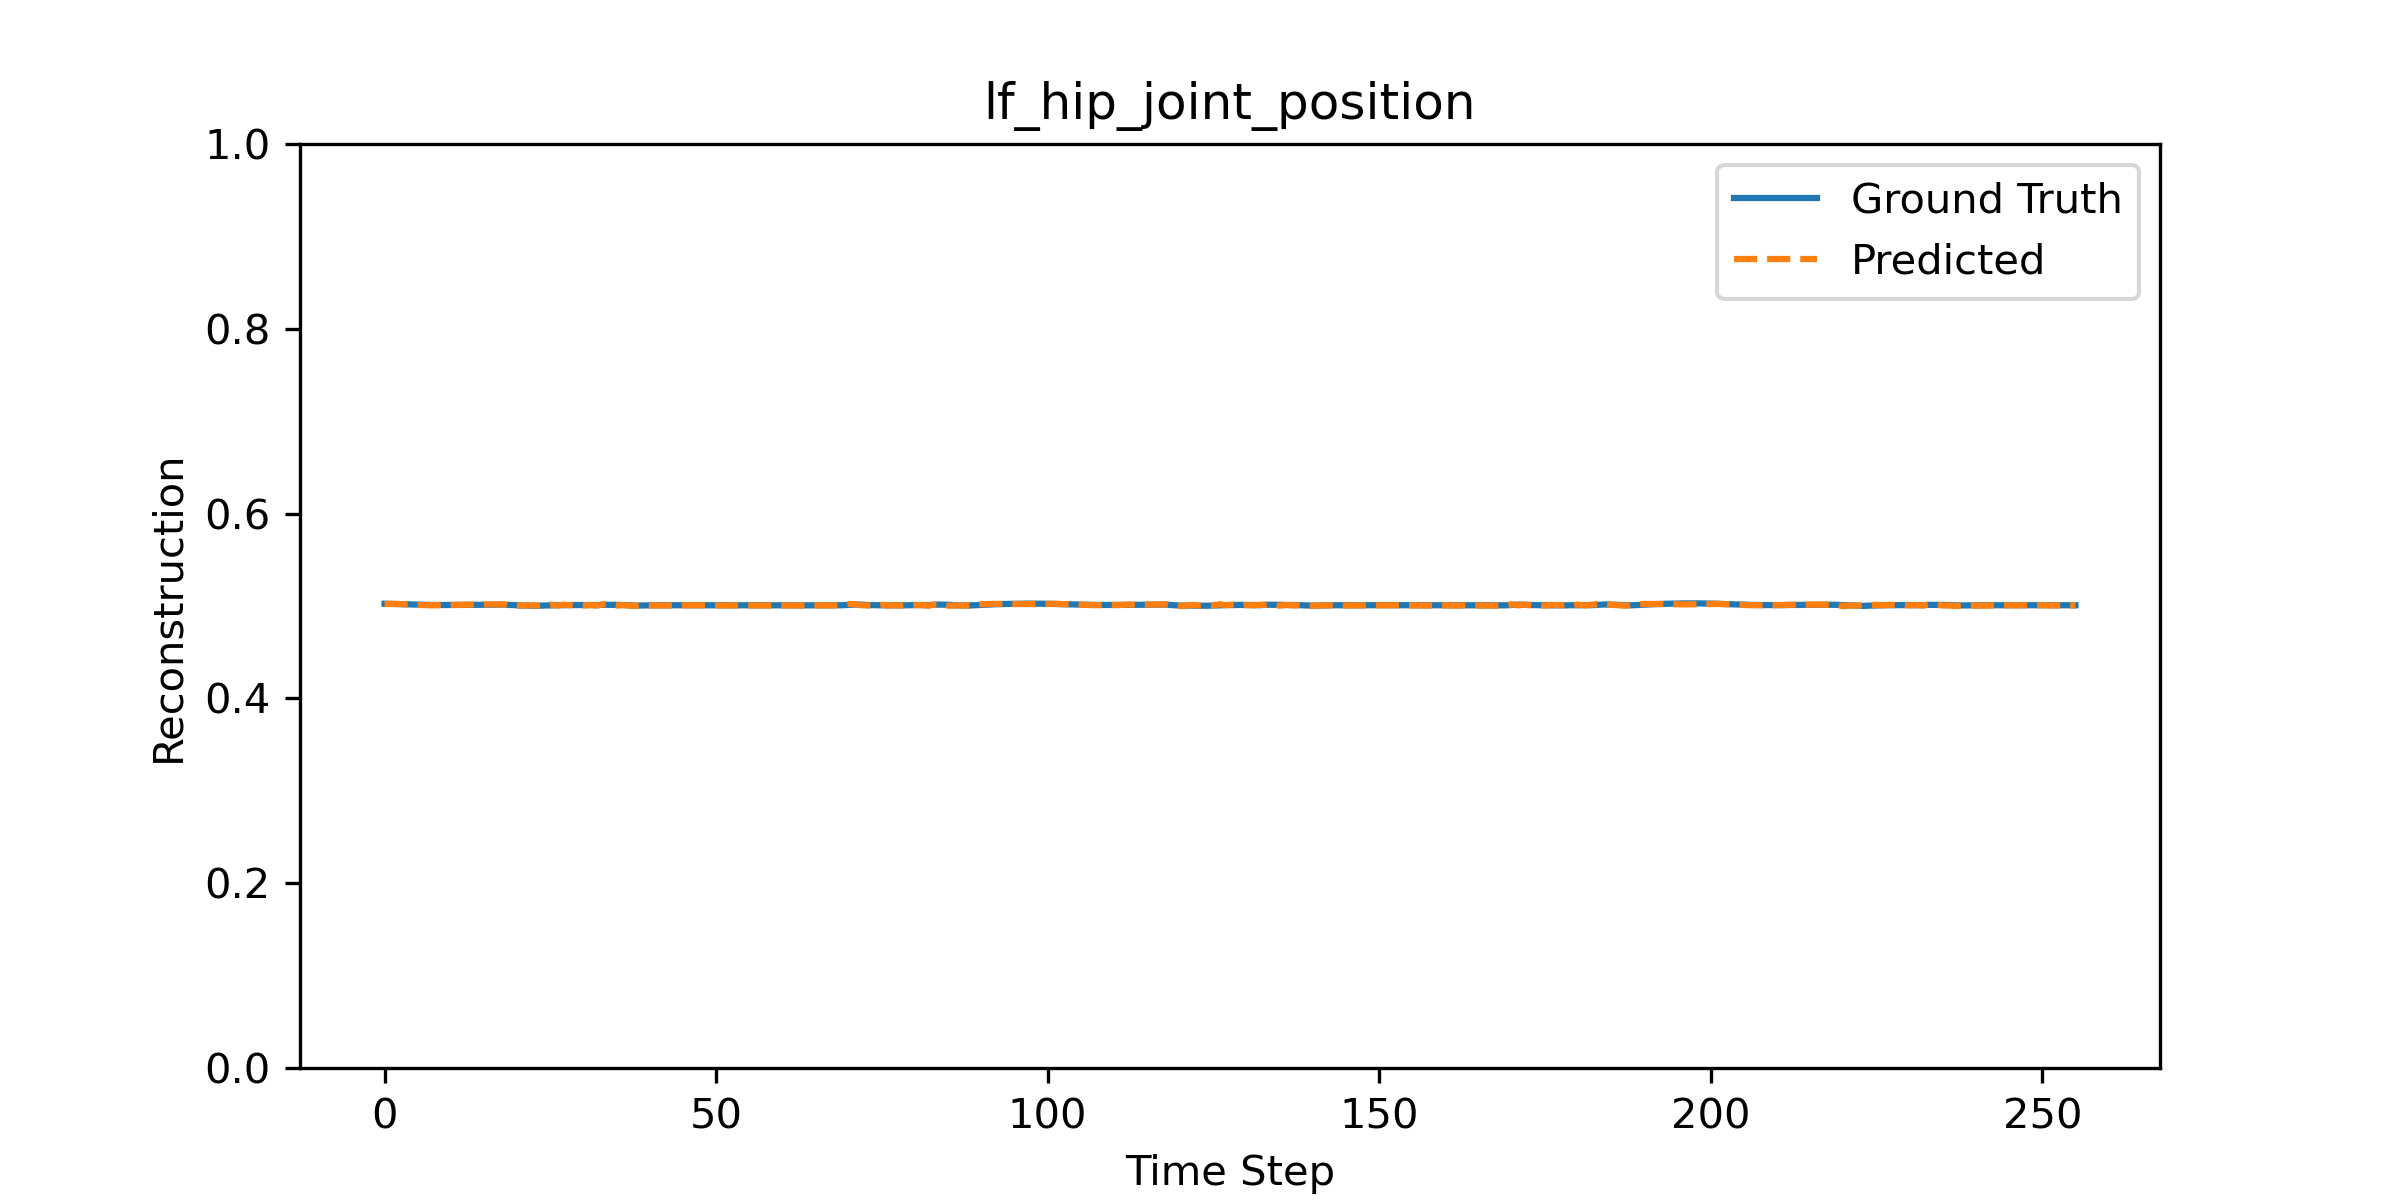 lf_hip_joint_position
Ground Truth
Predicted
Reconstruction
1.0
0.8
0.6
0.4
0.2
0.0
0 50 100 150 200 250
Time Step